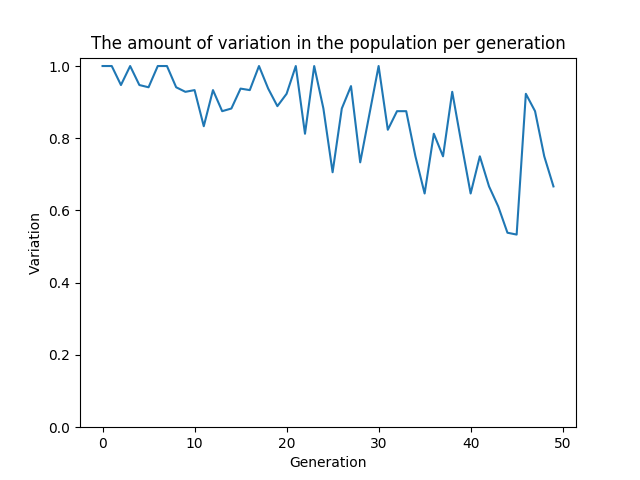 The amount of variation in the population per generation
1.0
0.8
0.6
0.4
0.2
0.0
Variation
0 10 20 30 40 50
Generation